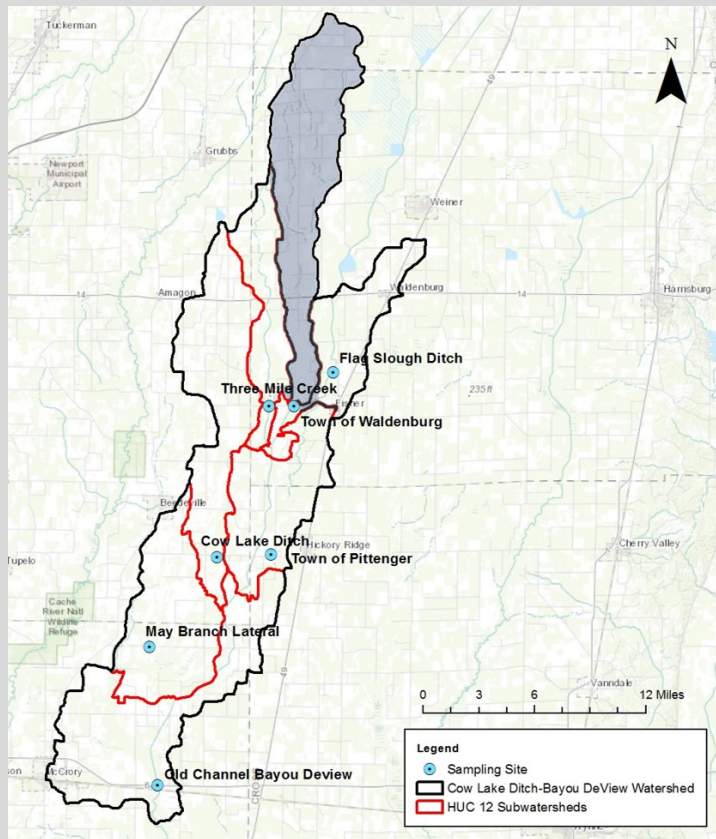 Tuckerman
N
49
Grubbs
Newport
Municipal
Airport
Weiner
14
Amagon
Waldenburg
14
Harrisburg
Flag Slough Ditch
Three Mile Creek
235ft
Fisher
Town of Waldenburg
Beedeville
Cow Lake Ditch
Hickory Ridge
Town of Pittenger
Cherry Valley
Tupelo
Cache
River Natl
Wildlife
Refuge
May Branch Lateral
49
Vanndale
0 3 6 12 Miles
Old Channel Bayou Deview
McCrory
Legend
Sampling Site
Cow Lake Ditch-Bayou DeView Watershed
HUC 12 Subwatersheds